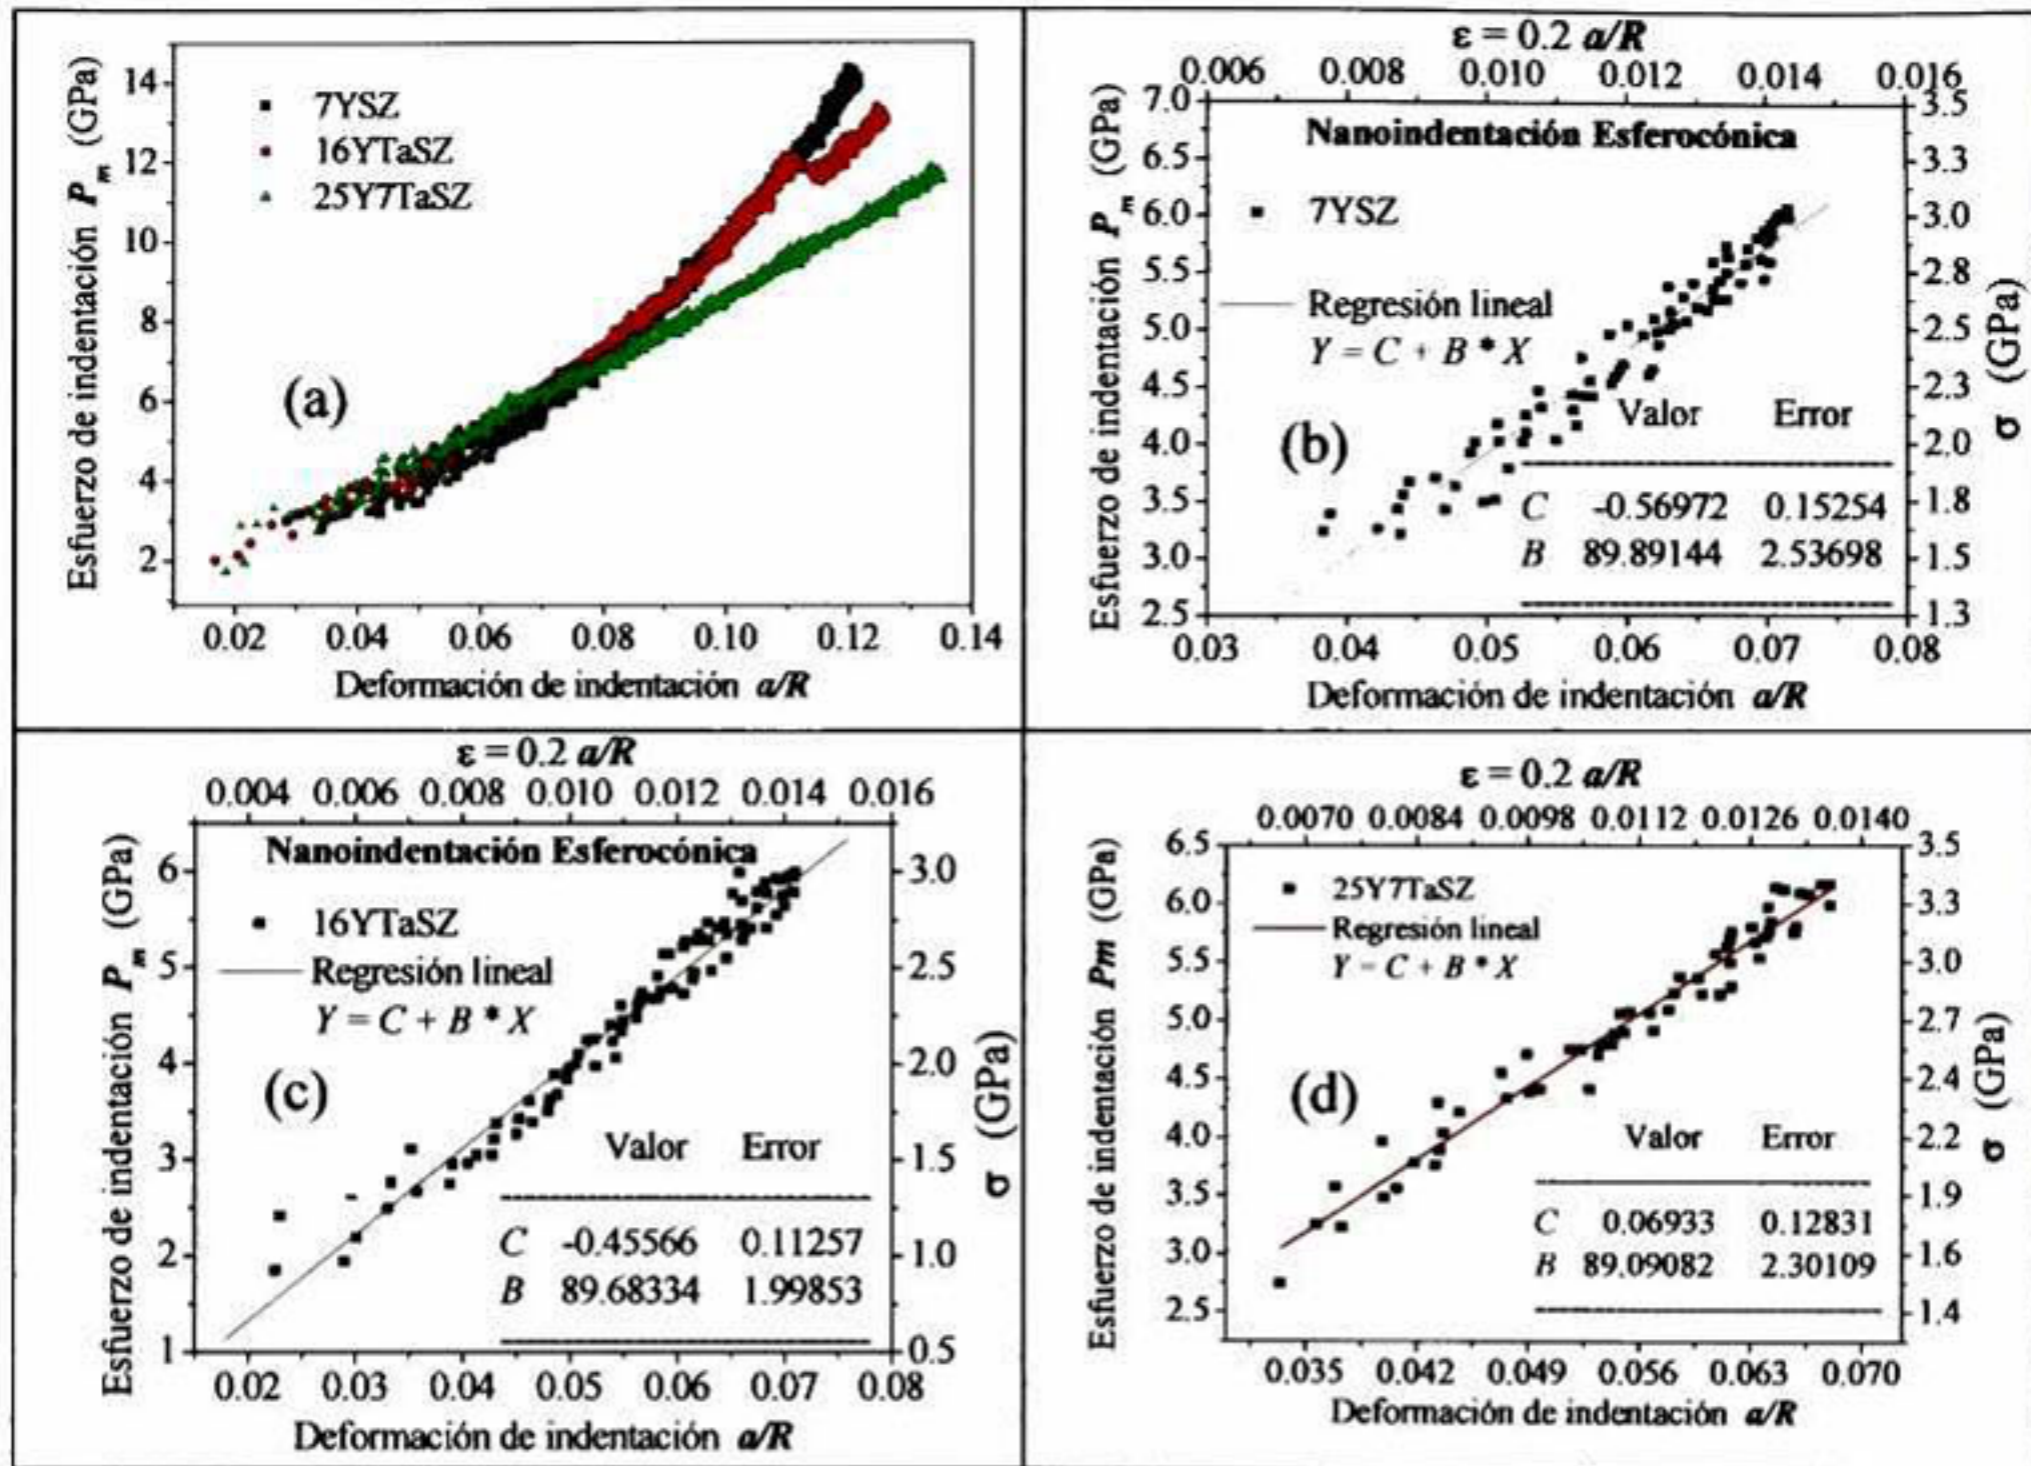 14
12
10
8
6
4
2
Esfuerzo de indentación Pm (GPa)
7YSZ
16YTaSZ
25Y7TaSZ
(a)
0.02 0.04 0.06 0.08 0.10 0.12 0.14
Deformación de indentación a/R
ε = 0.2 a/R
0.006 0.008 0.010 0.012 0.014 0.016
7.0
6.5
6.0
5.5
5.0
4.5
4.0
3.5
3.0
2.5
Esfuerzo de indentación Pm (GPa)
Nanoindentación Esferocónica
7YSZ
Regresión lineal
Y = C + B * X
(b)
Valor Error
C -0.56972 0.15254
B 89.89144 2.53698
3.5
3.3
3.0
2.8
2.5
2.3
2.0
1.8
1.5
1.3
σ (GPa)
0.03 0.04 0.05 0.06 0.07 0.08
Deformación de indentación a/R
ε = 0.2 a/R
0.004 0.006 0.008 0.010 0.012 0.014 0.016
6
5
4
3
2
1
Esfuerzo de indentación Pm (GPa)
Nanoindentación Esferocónica
16YTaSZ
Regresión lineal
Y = C + B * X
(c)
Valor Error
C -0.45566 0.11257
B 89.68334 1.99853
3.0
2.5
2.0
1.5
1.0
0.5
σ (GPa)
0.02 0.03 0.04 0.05 0.06 0.07 0.08
Deformación de indentación a/R
ε = 0.2 a/R
0.0070 0.0084 0.0098 0.0112 0.0126 0.0140
6.5
6.0
5.5
5.0
4.5
4.0
3.5
3.0
2.5
Esfuerzo de indentación Pm (GPa)
25Y7TaSZ
Regresión lineal
Y = C + B * X
(d)
Valor Error
C 0.06933 0.12831
B 89.09082 2.30109
3.5
3.3
3.0
2.7
2.4
2.2
1.9
1.6
1.4
σ (GPa)
0.035 0.042 0.049 0.056 0.063 0.070
Deformación de indentación a/R